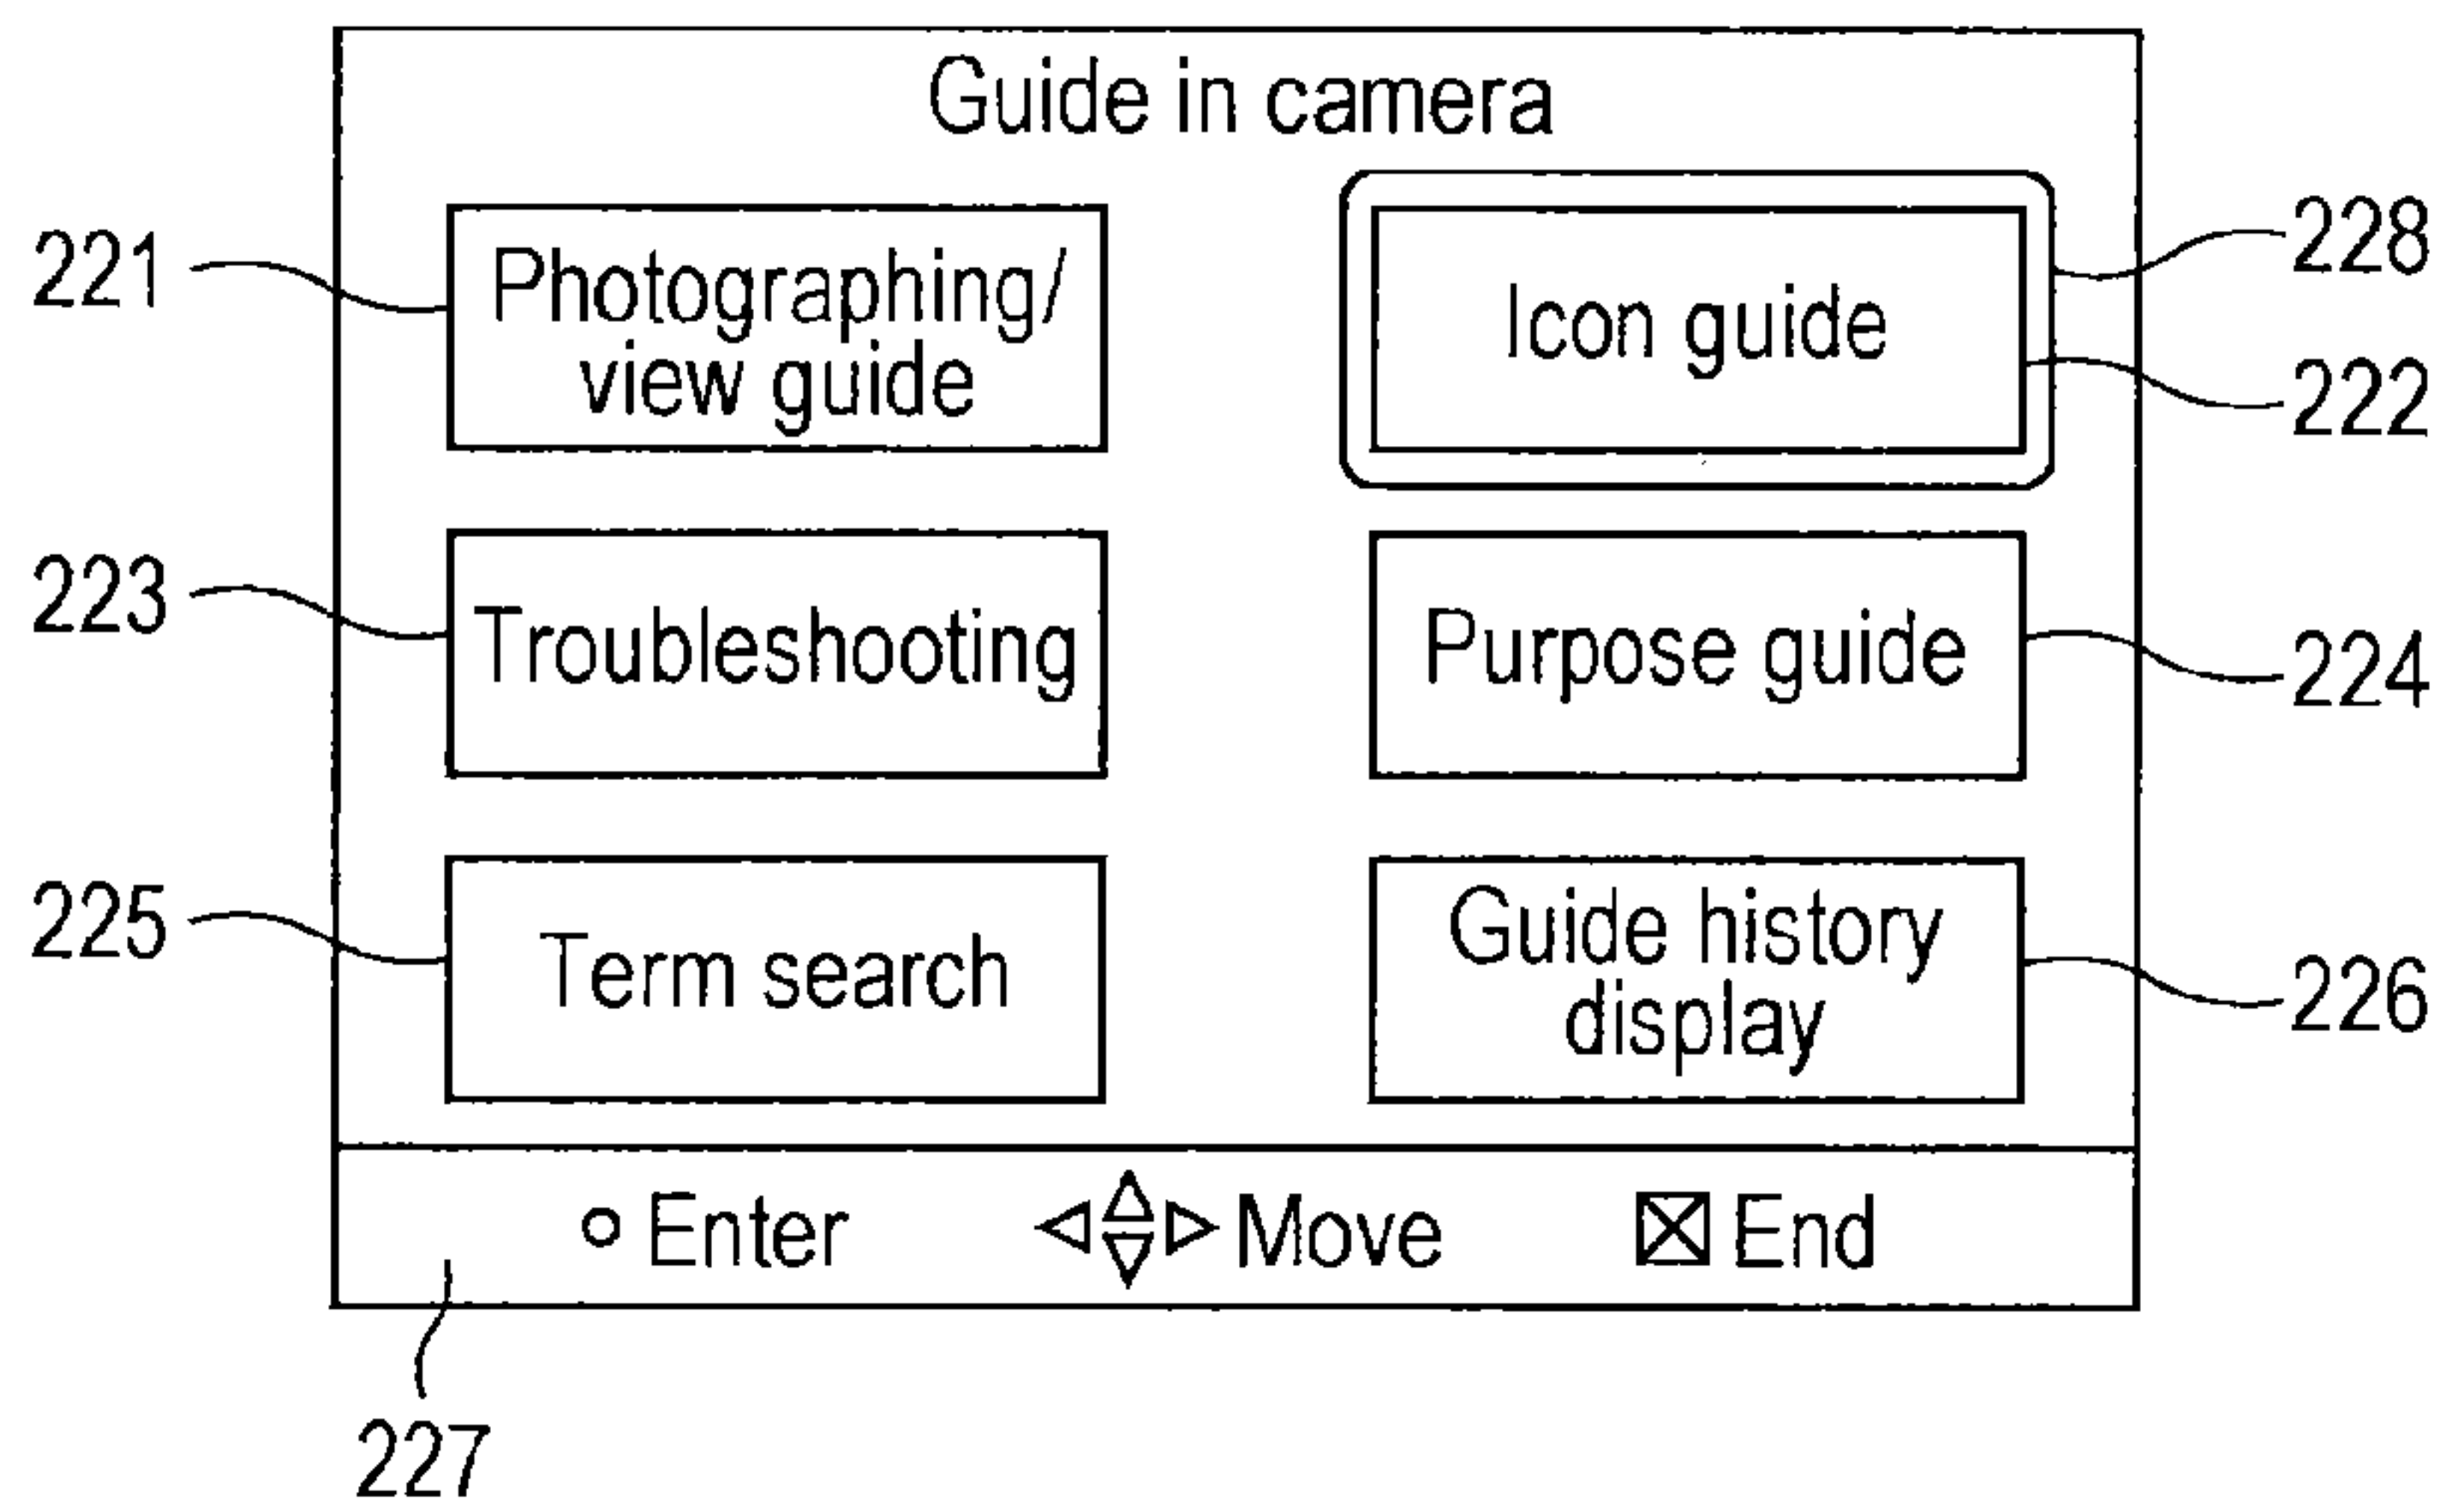 Guide in camera
221
Photographing/
view guide
Icon guide
228
222
223
Troubleshooting
Purpose guide
224
225
Term search
Guide history
display
226
Enter
Move
End
227